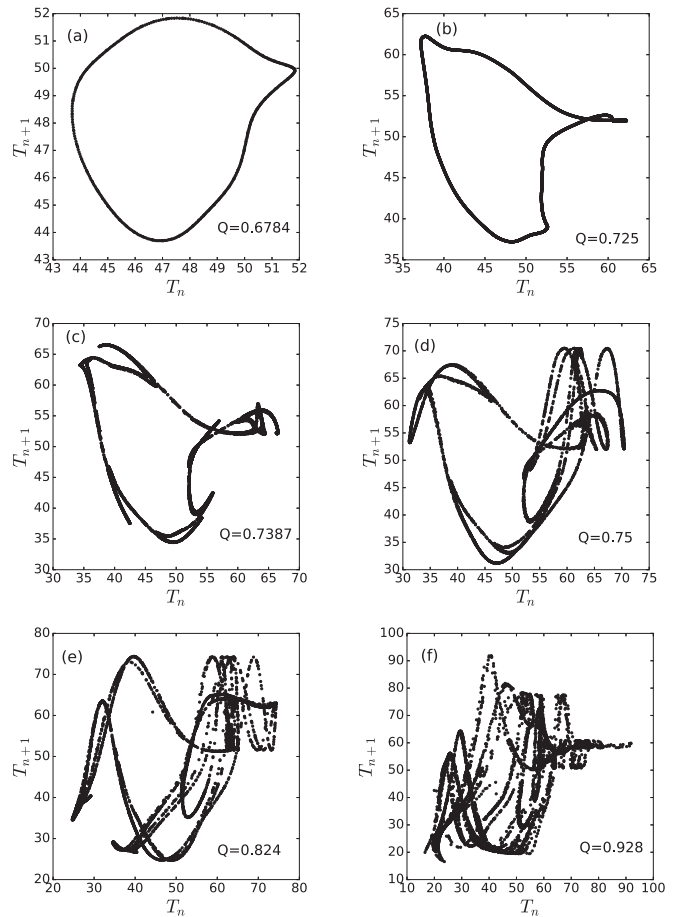 (a)
52
51
50
49
48
47
46
45
44
43
T_{n+1}
Q=0.6784
43 44 45 46 47 48 49 50 51 52
T_n
(b)
65
60
55
50
45
40
35
T_{n+1}
Q=0.725
35 40 45 50 55 60 65
T_n
(c)
70
65
60
55
50
45
40
35
30
T_{n+1}
Q=0.7387
30 35 40 45 50 55 60 65 70
T_n
(d)
75
70
65
60
55
50
45
40
35
30
T_{n+1}
Q=0.75
30 35 40 45 50 55 60 65 70 75
T_n
(e)
80
70
60
50
40
30
20
T_{n+1}
Q=0.824
20 30 40 50 60 70 80
T_n
(f)
100
90
80
70
60
50
40
30
20
10
T_{n+1}
Q=0.928
10 20 30 40 50 60 70 80 90 100
T_n